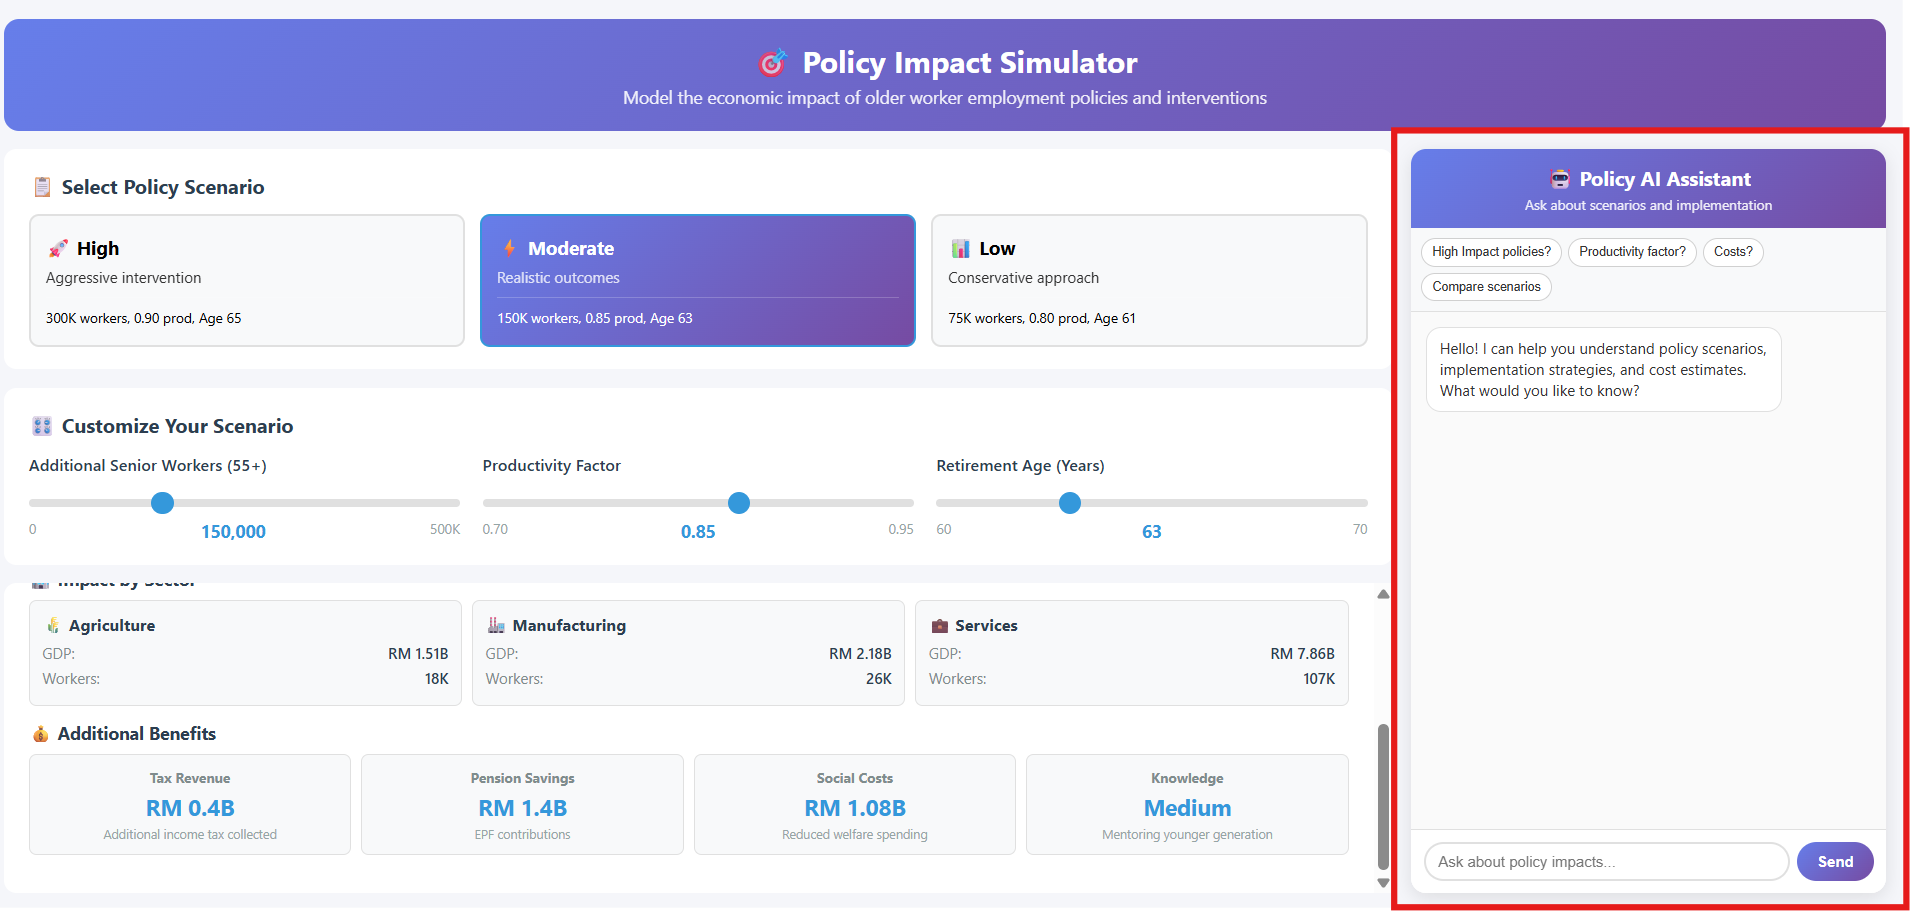 Policy Impact Simulator
Model the economic impact of older worker employment policies and interventions
Select Policy Scenario
High
Aggressive intervention
300K workers, 0.90 prod, Age 65
Moderate
Realistic outcomes
150K workers, 0.85 prod, Age 63
Low
Conservative approach
75K workers, 0.80 prod, Age 61
Customize Your Scenario
Additional Senior Workers (55+)
0
150,000
500K
Productivity Factor
0.70
0.85
0.95
Retirement Age (Years)
60
63
70
Impact by Sector
Agriculture
GDP: RM 1.51B
Workers: 18K
Manufacturing
GDP: RM 2.18B
Workers: 26K
Services
GDP: RM 7.86B
Workers: 107K
Additional Benefits
Tax Revenue
RM 0.4B
Additional income tax collected
Pension Savings
RM 1.4B
EPF contributions
Social Costs
RM 1.08B
Reduced welfare spending
Knowledge
Medium
Mentoring younger generation
Policy AI Assistant
Ask about scenarios and implementation
High Impact policies?
Productivity factor?
Costs?
Compare scenarios
Hello! I can help you understand policy scenarios,
implementation strategies, and cost estimates.
What would you like to know?
Ask about policy impacts...
Send